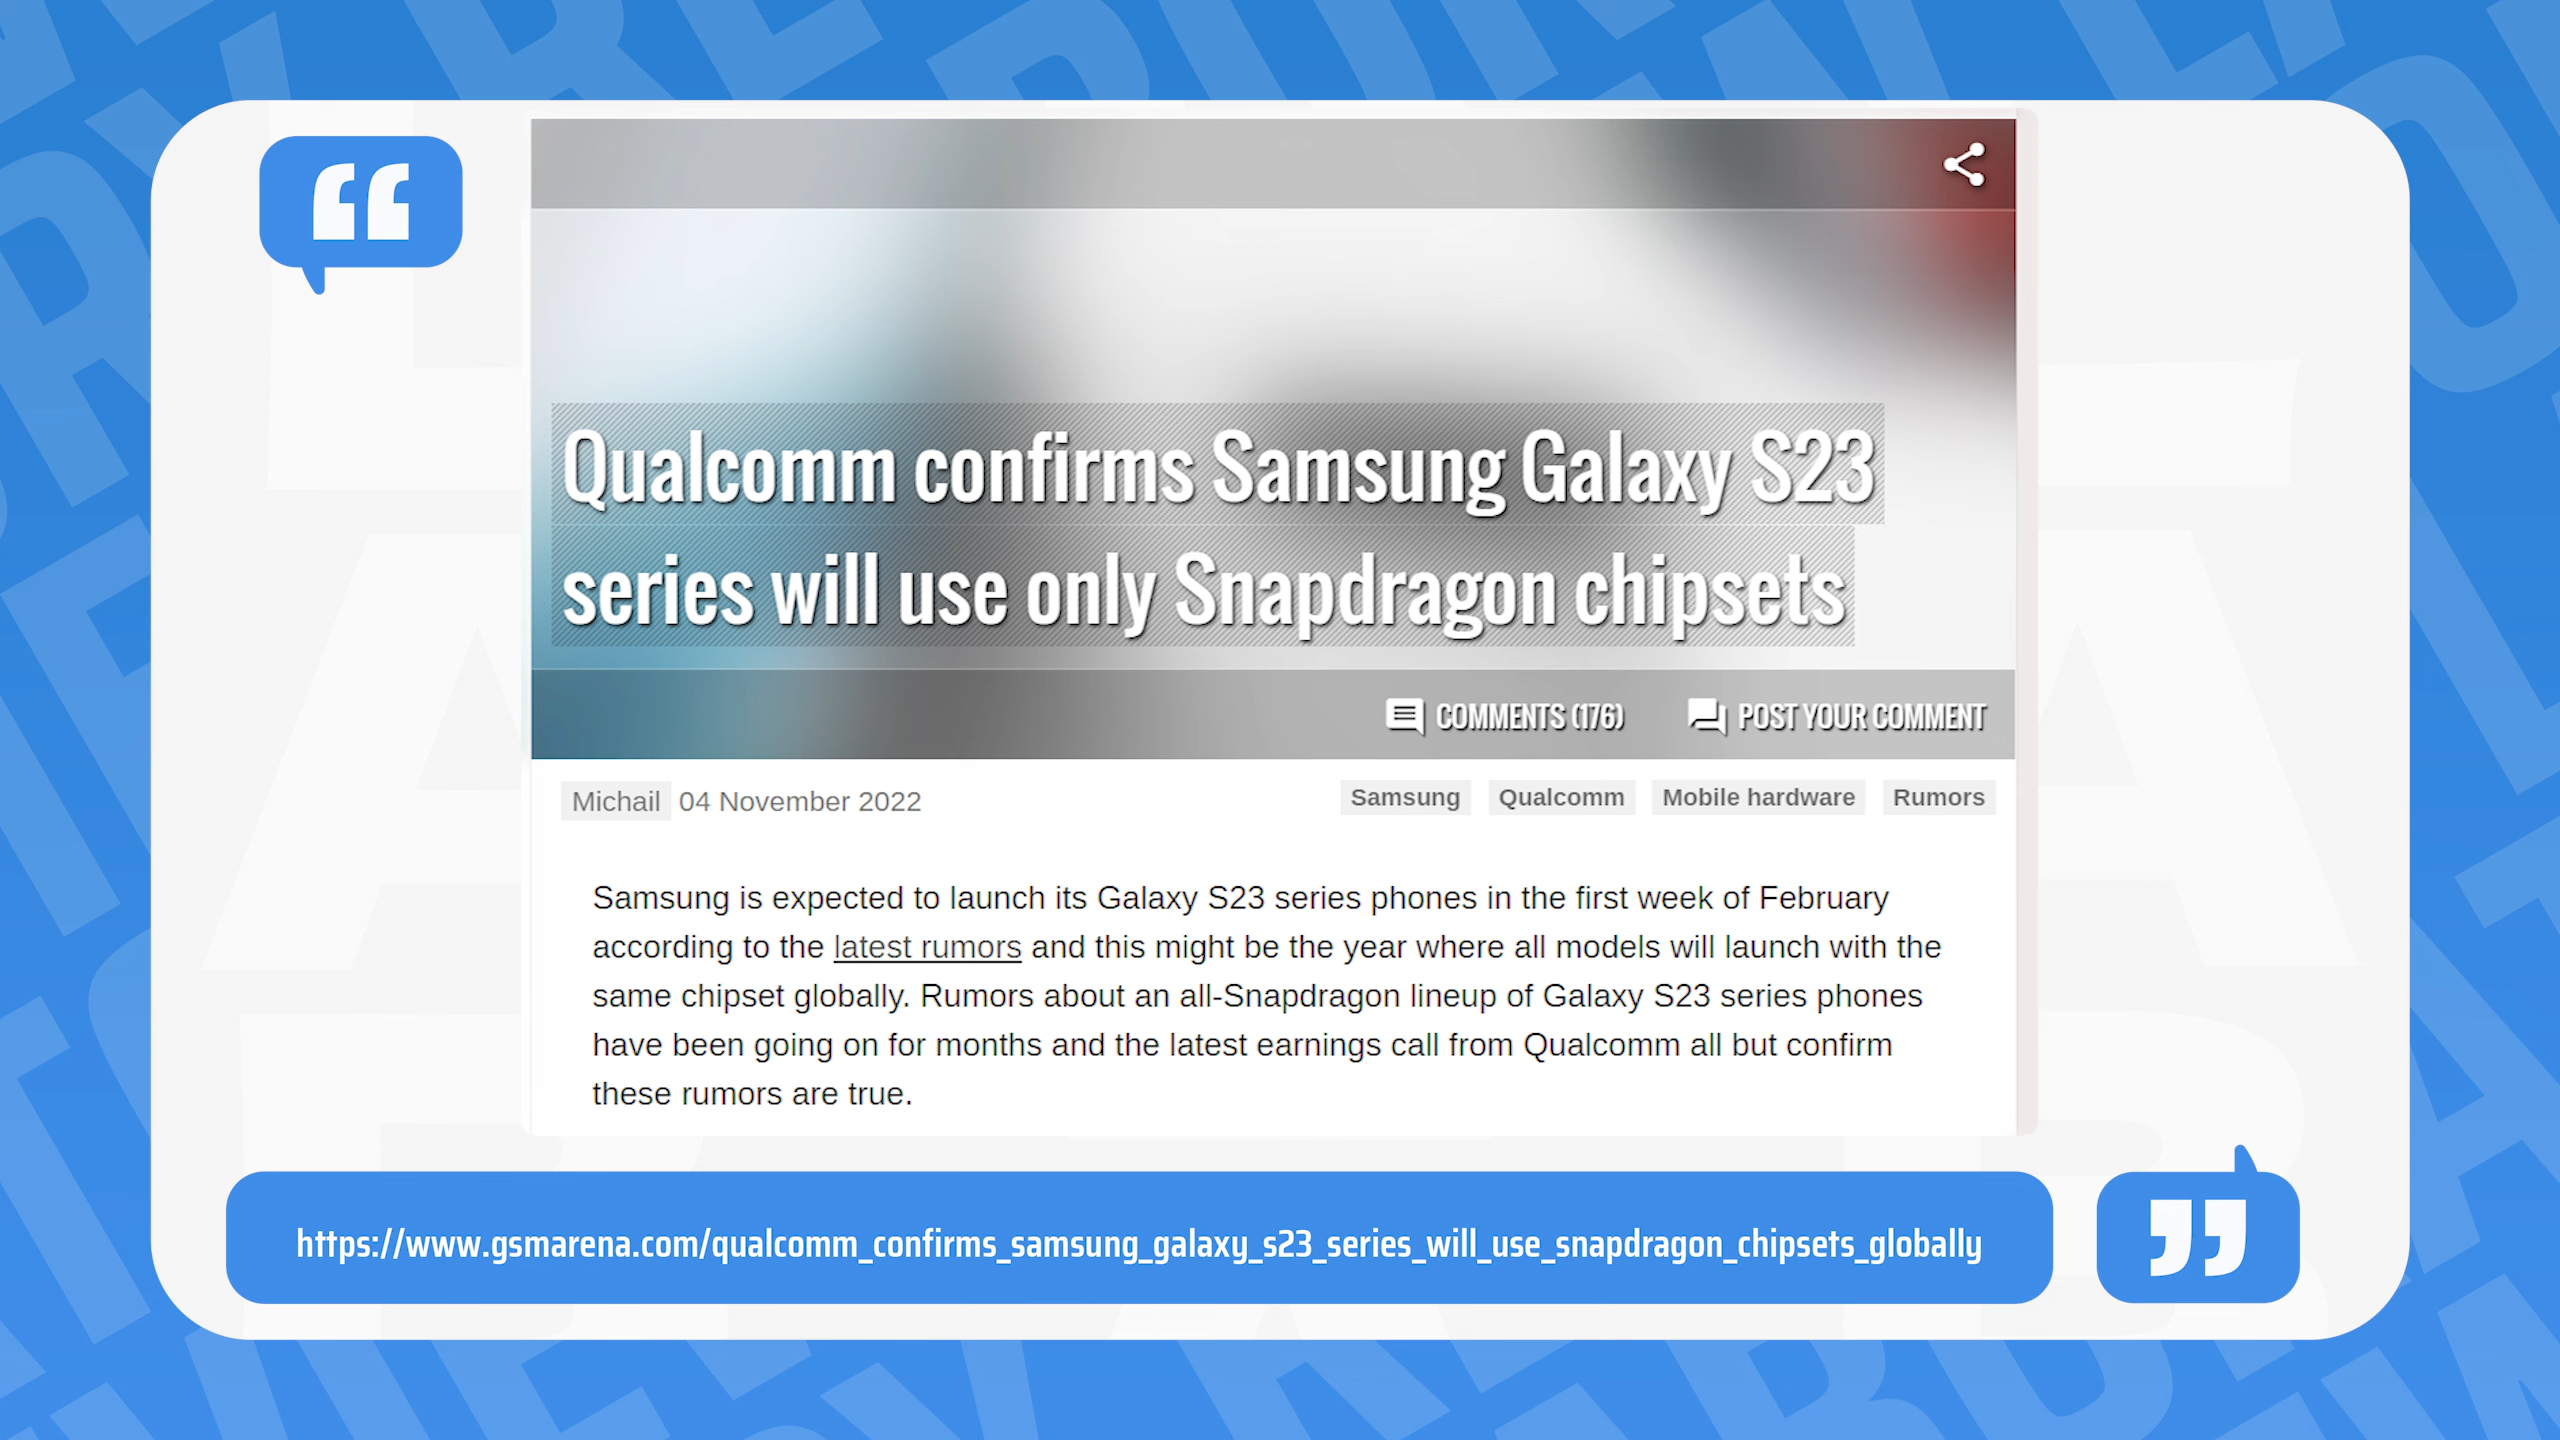 Qualcomm confirms Samsung Galaxy S23
series will use only Snapdragon chipsets
COMMENTS (176) POST YOUR COMMENT
Michail 04 November 2022 Samsung Qualcomm Mobile hardware Rumors
Samsung is expected to launch its Galaxy S23 series phones in the first week of February
according to the latest rumors and this might be the year where all models will launch with the
same chipset globally. Rumors about an all-Snapdragon lineup of Galaxy S23 series phones
have been going on for months and the latest earnings call from Qualcomm all but confirm
these rumors are true.
https://www.gsmarena.com/qualcomm_confirms_samsung_galaxy_s23_series_will_use_snapdragon_chipsets_globally